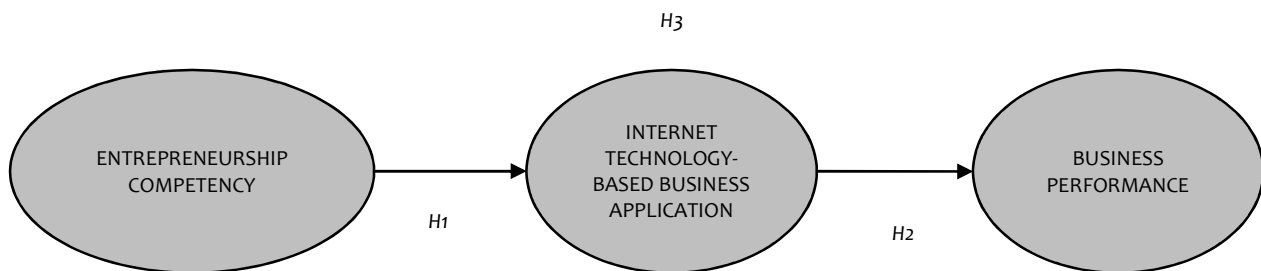 H3
ENTREPRENEURSHIP
COMPETENCY
INTERNET
TECHNOLOGY-
BASED BUSINESS
APPLICATION
BUSINESS
PERFORMANCE
H1
H2